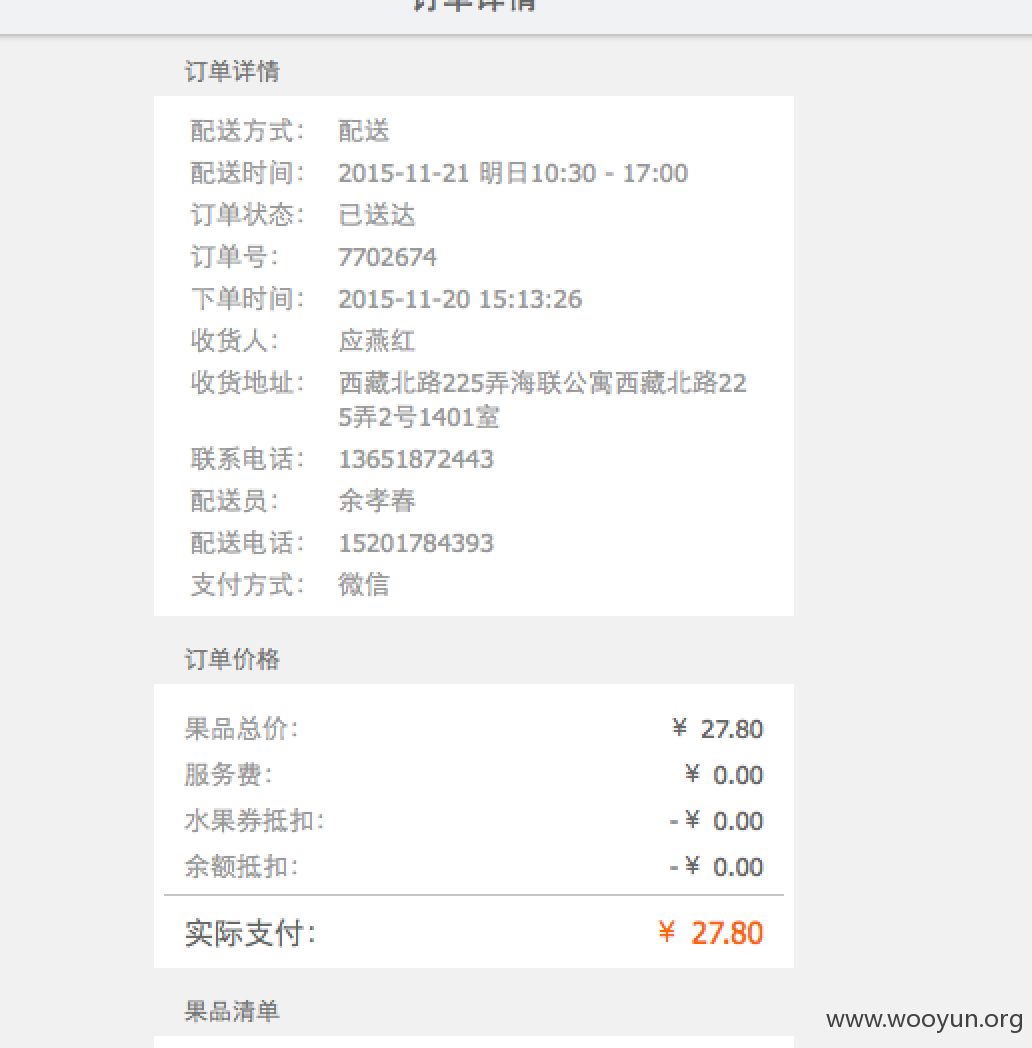 订单详情
订单详情
配送方式： 配送
配送时间： 2015-11-21 明日10:30 - 17:00
订单状态： 已送达
订单号： 7702674
下单时间： 2015-11-20 15:13:26
收货人： 应燕红
收货地址： 西藏北路225弄海联公寓西藏北路22
5弄2号1401室
联系电话： 13651872443
配送员： 余孝春
配送电话： 15201784393
支付方式： 微信
订单价格
果品总价： ¥ 27.80
服务费： ¥ 0.00
水果券抵扣： -¥ 0.00
余额抵扣： -¥ 0.00
实际支付： ¥ 27.80
果品清单
www.wooyun.org